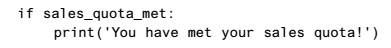 if sales_quota_met:
    print('You have met your sales quota!')